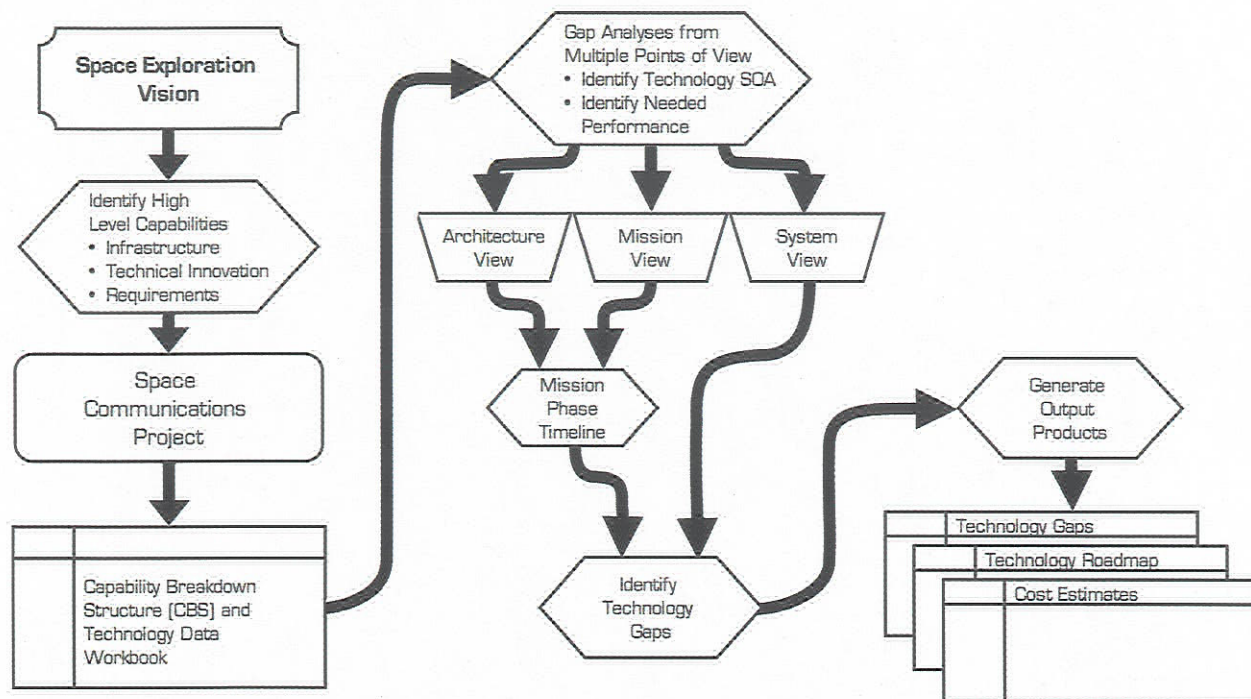 Space Exploration
Vision
Identify High
Level Capabilities
• Infrastructure
• Technical Innovation
• Requirements
Space
Communications
Project
Capability Breakdown
Structure (CBS) and
Technology Data
Workbook
Gap Analyses from
Multiple Points of View
• Identify Technology SOA
• Identify Needed
Performance
Architecture
View
Mission
View
System
View
Mission
Phase
Timeline
Identify
Technology
Gaps
Generate
Output
Products
Technology Gaps
Technology Roadmap
Cost Estimates